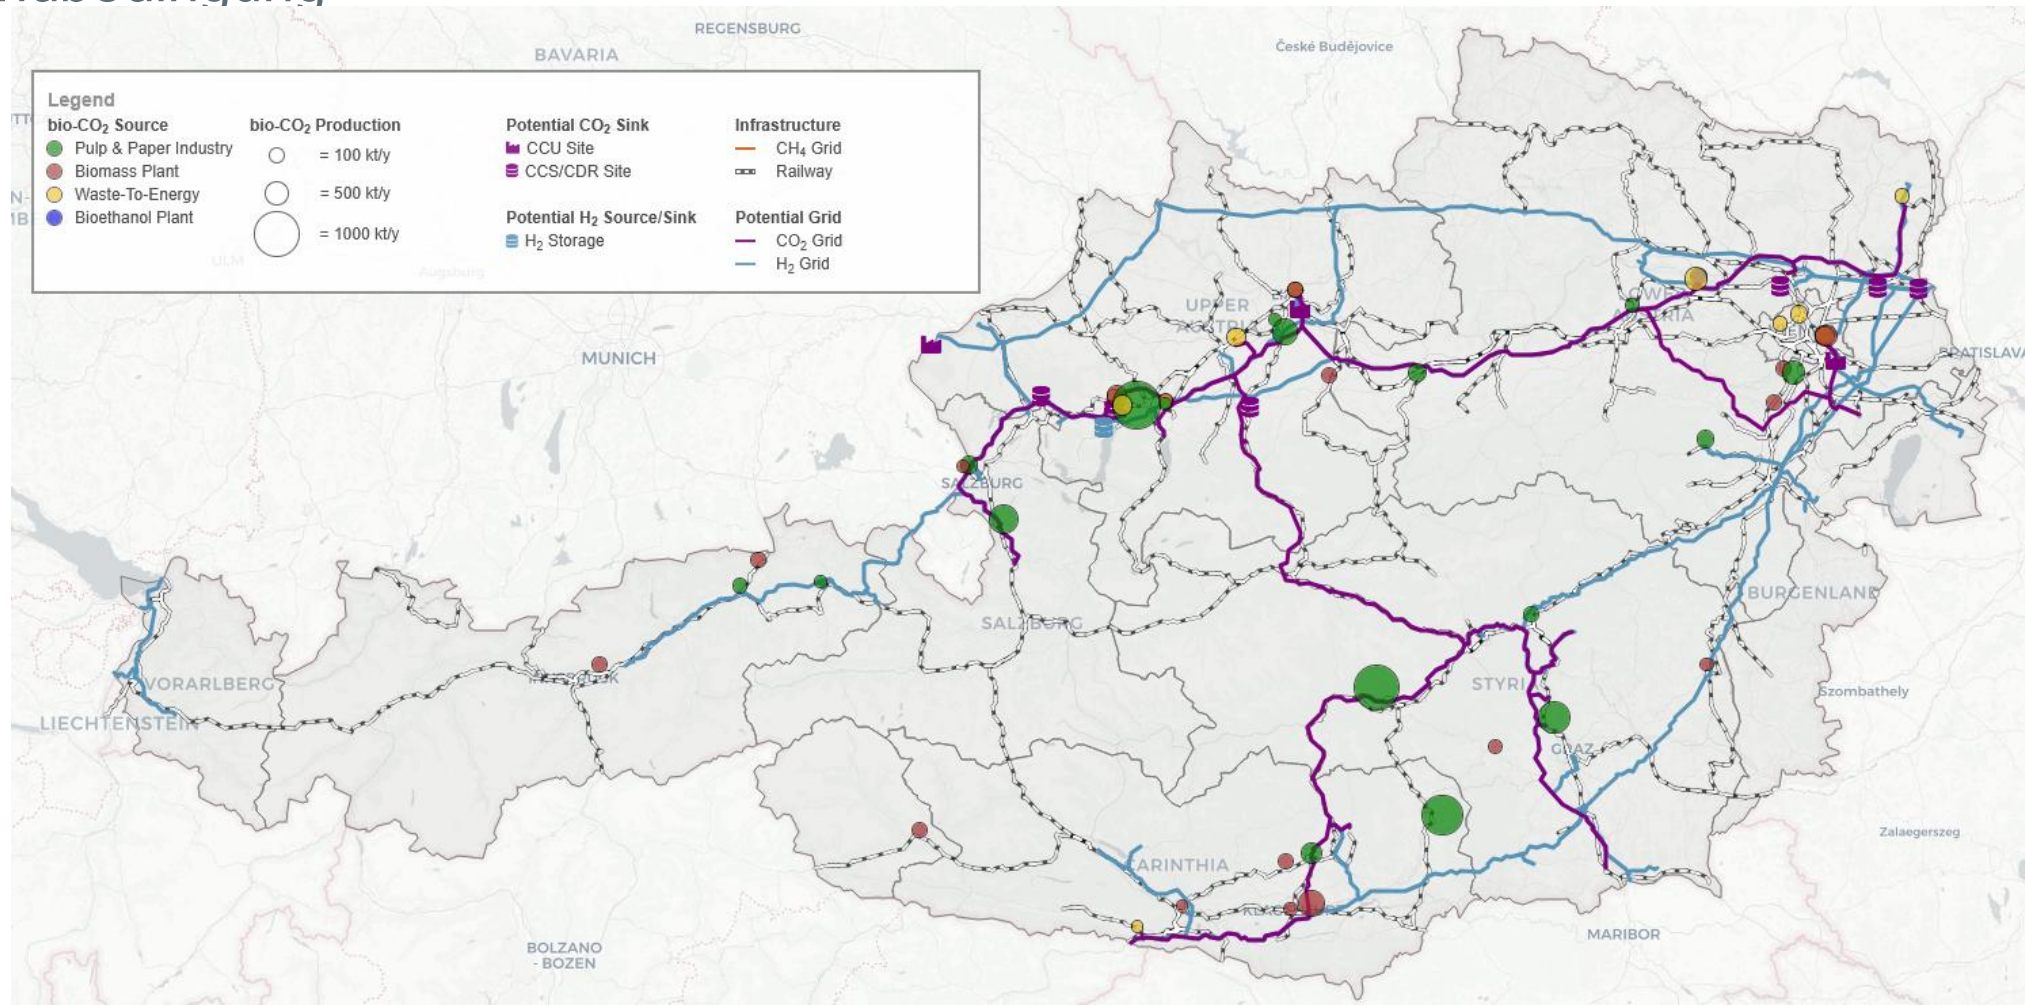 REGENSBURG
BAVARIA
České Budějovice
Legend
bio-CO₂ Source
Pulp & Paper Industry
Biomass Plant
Waste-To-Energy
Bioethanol Plant
bio-CO₂ Production
= 100 kt/y
= 500 kt/y
= 1000 kt/y
Potential CO₂ Sink
CCU Site
CCS/CDR Site
Potential H₂ Source/Sink
H₂ Storage
Infrastructure
CH₄ Grid
Railway
Potential Grid
CO₂ Grid
H₂ Grid
ULM
Augsburg
UPPER
MUNICH
BRATISLAVA
SALZBURG
BURGENLAND
SALZBURG
VORARLBERG
STYRI
Szombathely
LIECHTENSTEIN
GRAZ
Zalaegerszeg
CARINTHIA
MARIBOR
BOLZANO
- BOZEN